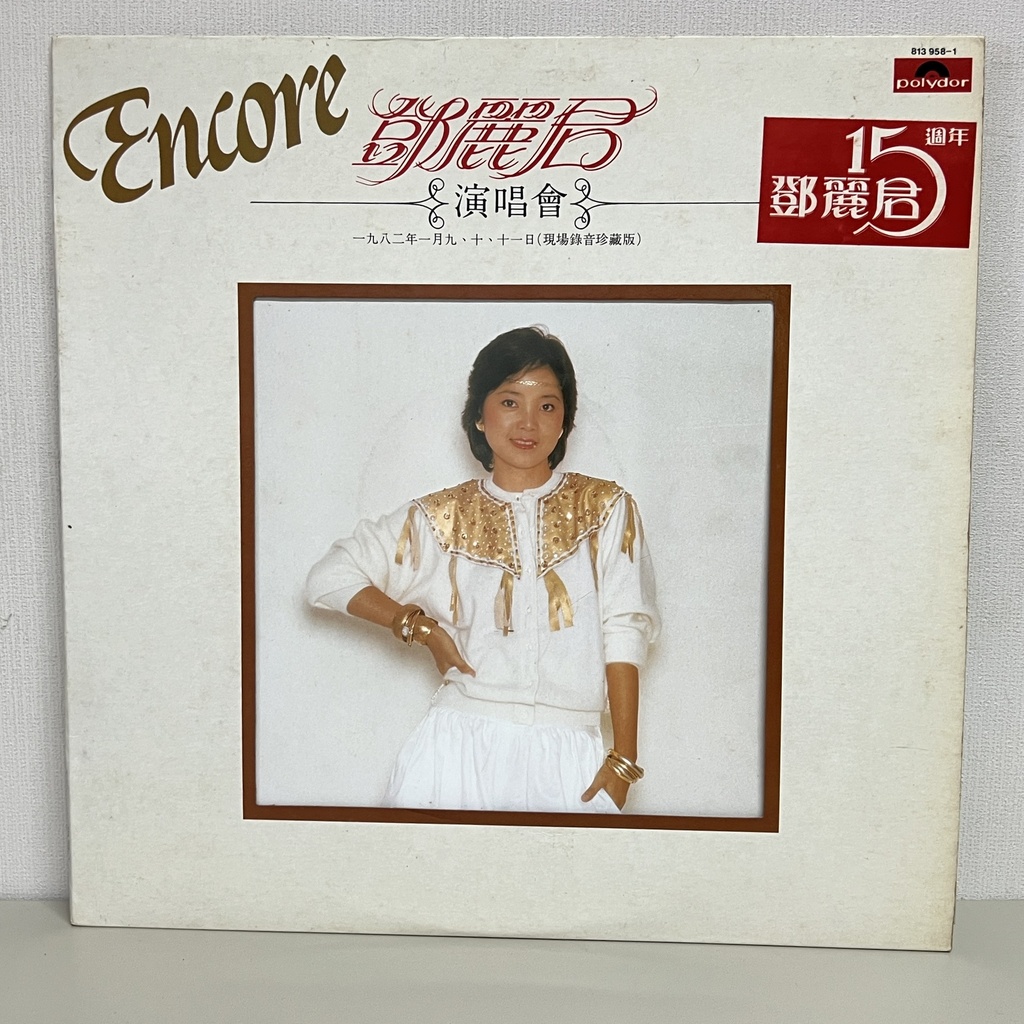 Encore
鄧麗君
演唱會
一九八二年一月九、十、十一日(現場錄音珍藏版)
813 958-1
polydor
15週年
鄧麗君